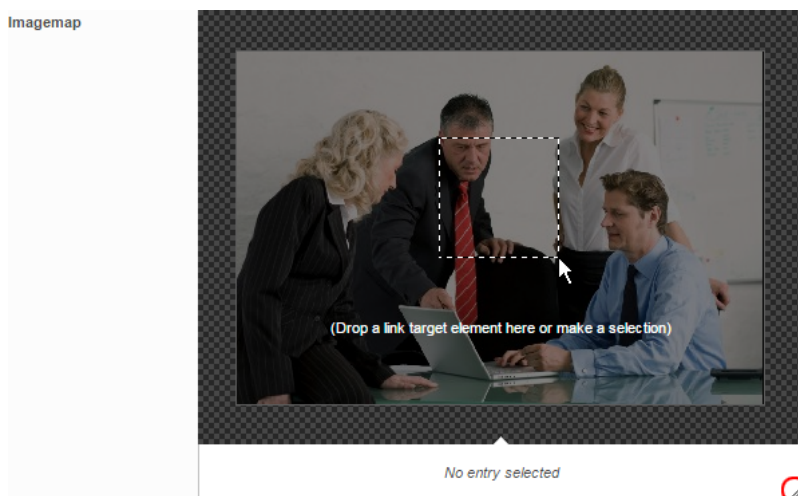 Imagemap
(Drop a link target element here or make a selection)
No entry selected